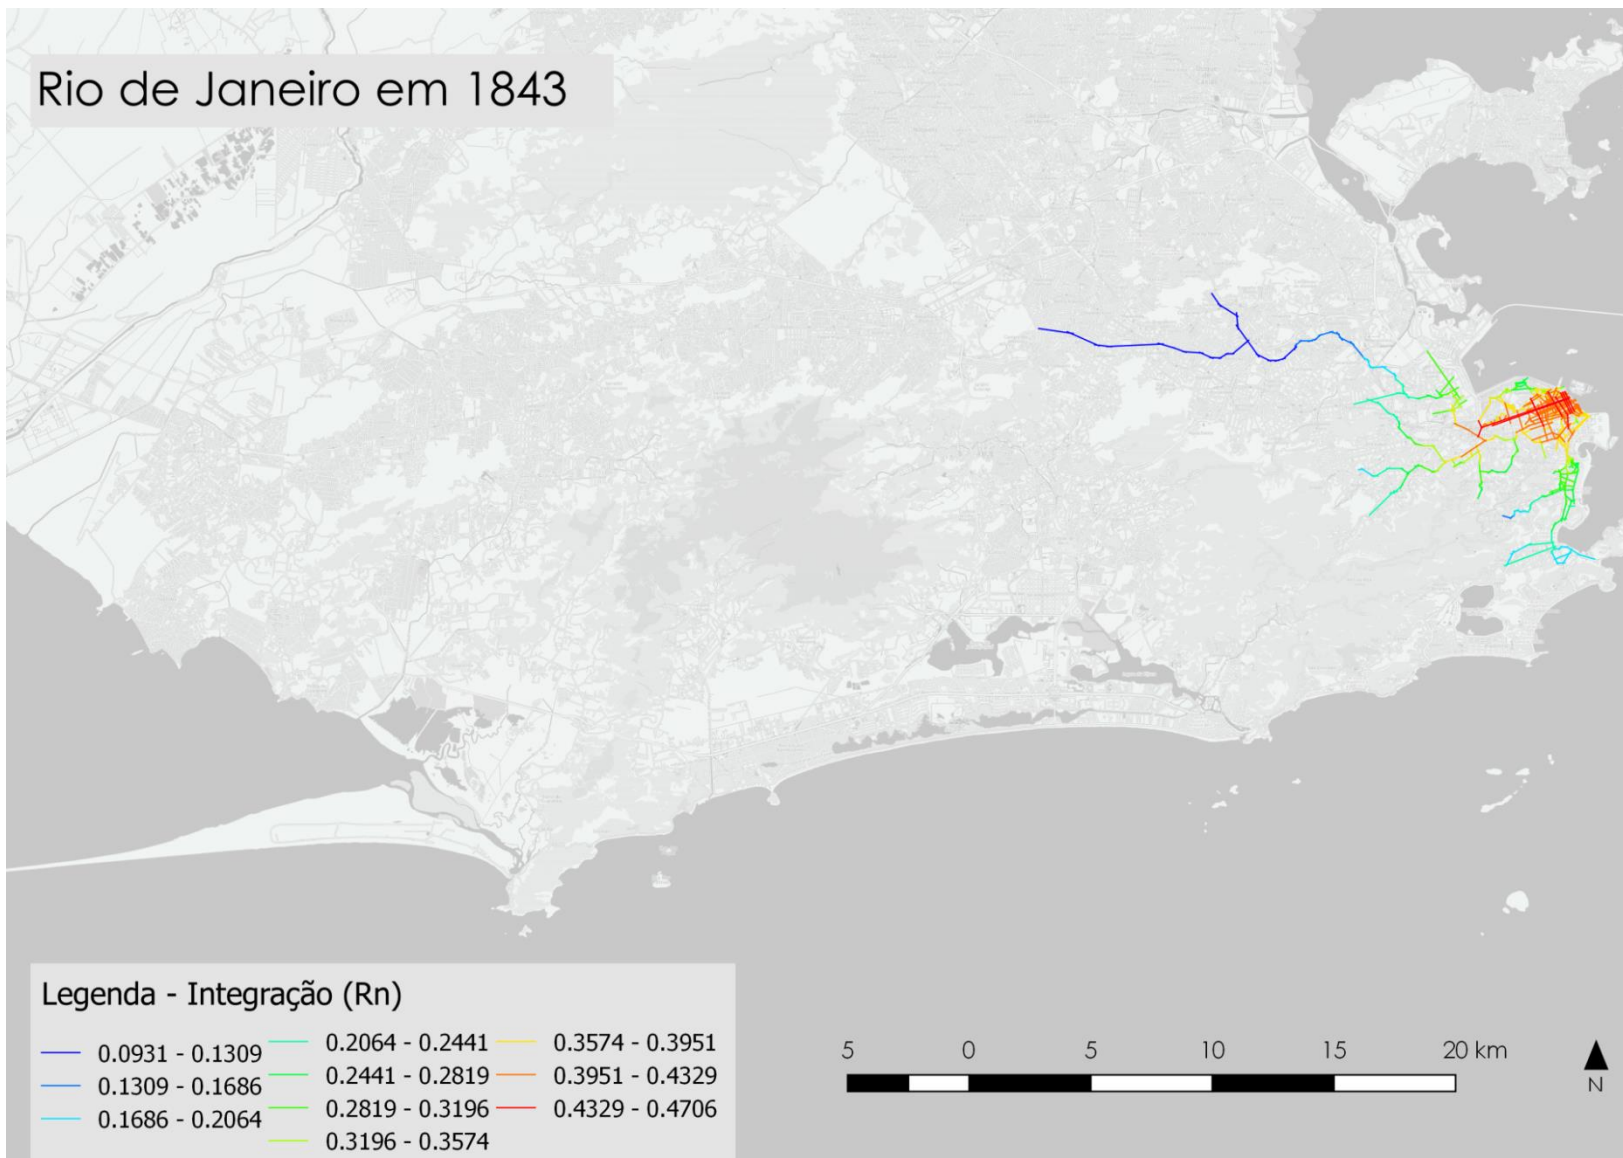 Rio de Janeiro em 1843
Legenda - Integração (Rn)
0.0931 - 0.1309
0.1309 - 0.1686
0.1686 - 0.2064
0.2064 - 0.2441
0.2441 - 0.2819
0.2819 - 0.3196
0.3196 - 0.3574
0.3574 - 0.3951
0.3951 - 0.4329
0.4329 - 0.4706
5 0 5 10 15 20 km
N